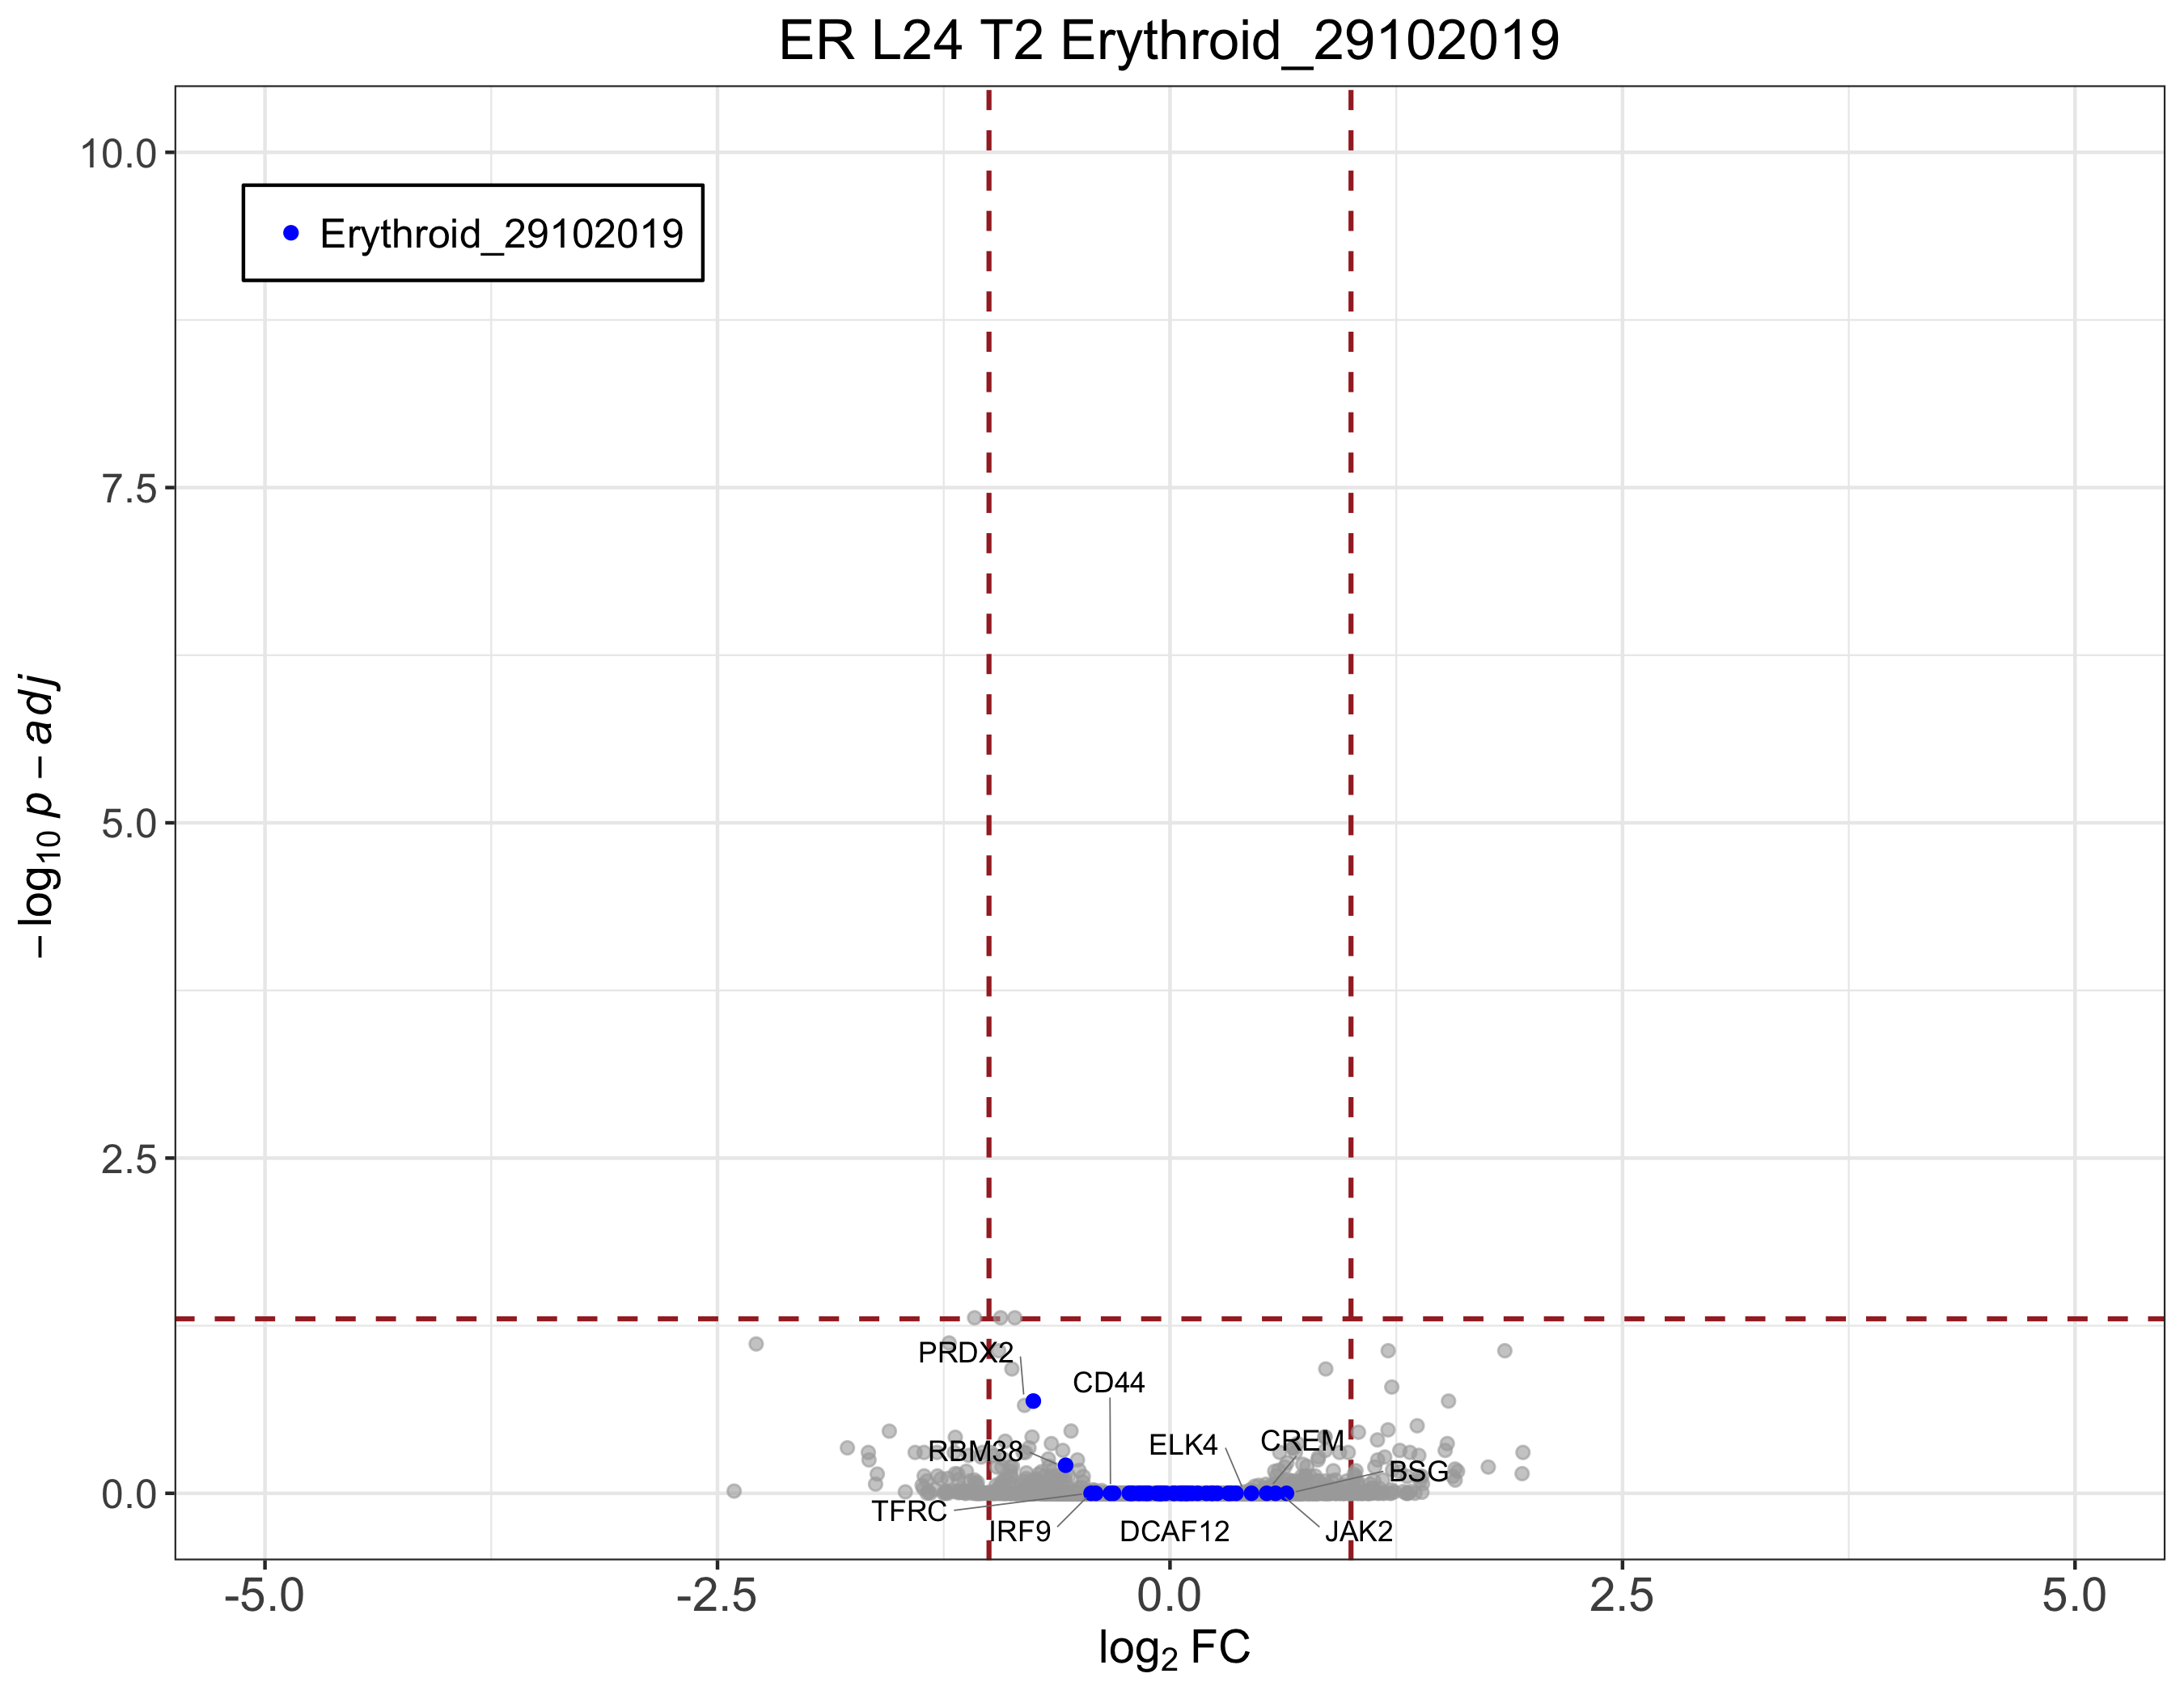 ER L24 T2 Erythroid_29102019
10.0
Erythroid_29102019
7.5
5.0
2.5
0.0
−log10 p − adj
PRDX2
CD44
RBM38
ELK4
CREM
BSG
TFRC
IRF9
DCAF12
JAK2
-5.0
-2.5
0.0
2.5
5.0
log2 FC